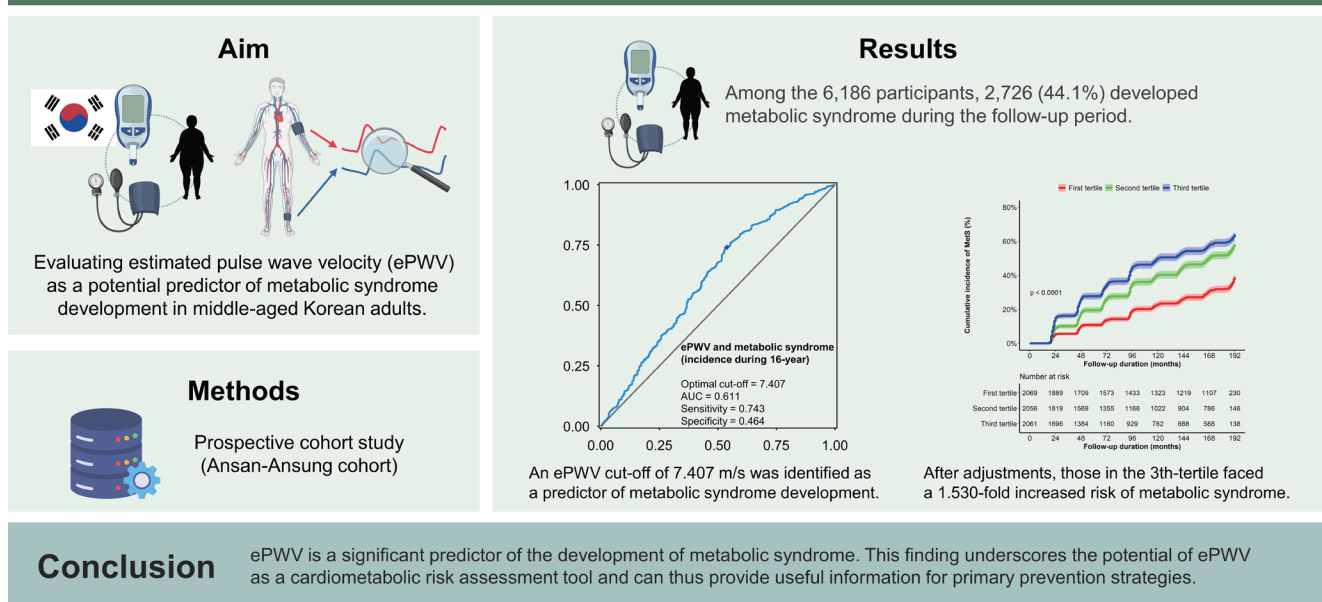 Aim
Evaluating estimated pulse wave velocity (ePWV)
as a potential predictor of metabolic syndrome
development in middle-aged Korean adults.
Methods
Prospective cohort study
(Ansan-Ansung cohort)
Results
Among the 6,186 participants, 2,726 (44.1%) developed
metabolic syndrome during the follow-up period.
1.00
0.75
0.50
0.25
0.00
0.00 0.25 0.50 0.75 1.00
ePWV and metabolic syndrome
(incidence during 16-year)
Optimal cut-off = 7.407
AUC = 0.611
Sensitivity = 0.743
Specificity = 0.464
An ePWV cut-off of 7.407 m/s was identified as
a predictor of metabolic syndrome development.
First tertile Second tertile Third tertile
Cumulative incidence of MetS (%)
80%
60%
40%
20%
0%
p < 0.0001
0 24 48 72 96 120 144 168 192
Follow-up duration (months)
Number at risk
First tertile 2069 1889 1709 1573 1433 1323 1219 1107 230
Second tertile 2056 1819 1569 1355 1166 1022 904 786 146
Third tertile 2061 1696 1384 1160 929 782 688 588 138
0 24 48 72 96 120 144 168 192
Follow-up duration (months)
After adjustments, those in the 3th-tertile faced
a 1.530-fold increased risk of metabolic syndrome.
Conclusion
ePWV is a significant predictor of the development of metabolic syndrome. This finding underscores the potential of ePWV
as a cardiometabolic risk assessment tool and can thus provide useful information for primary prevention strategies.